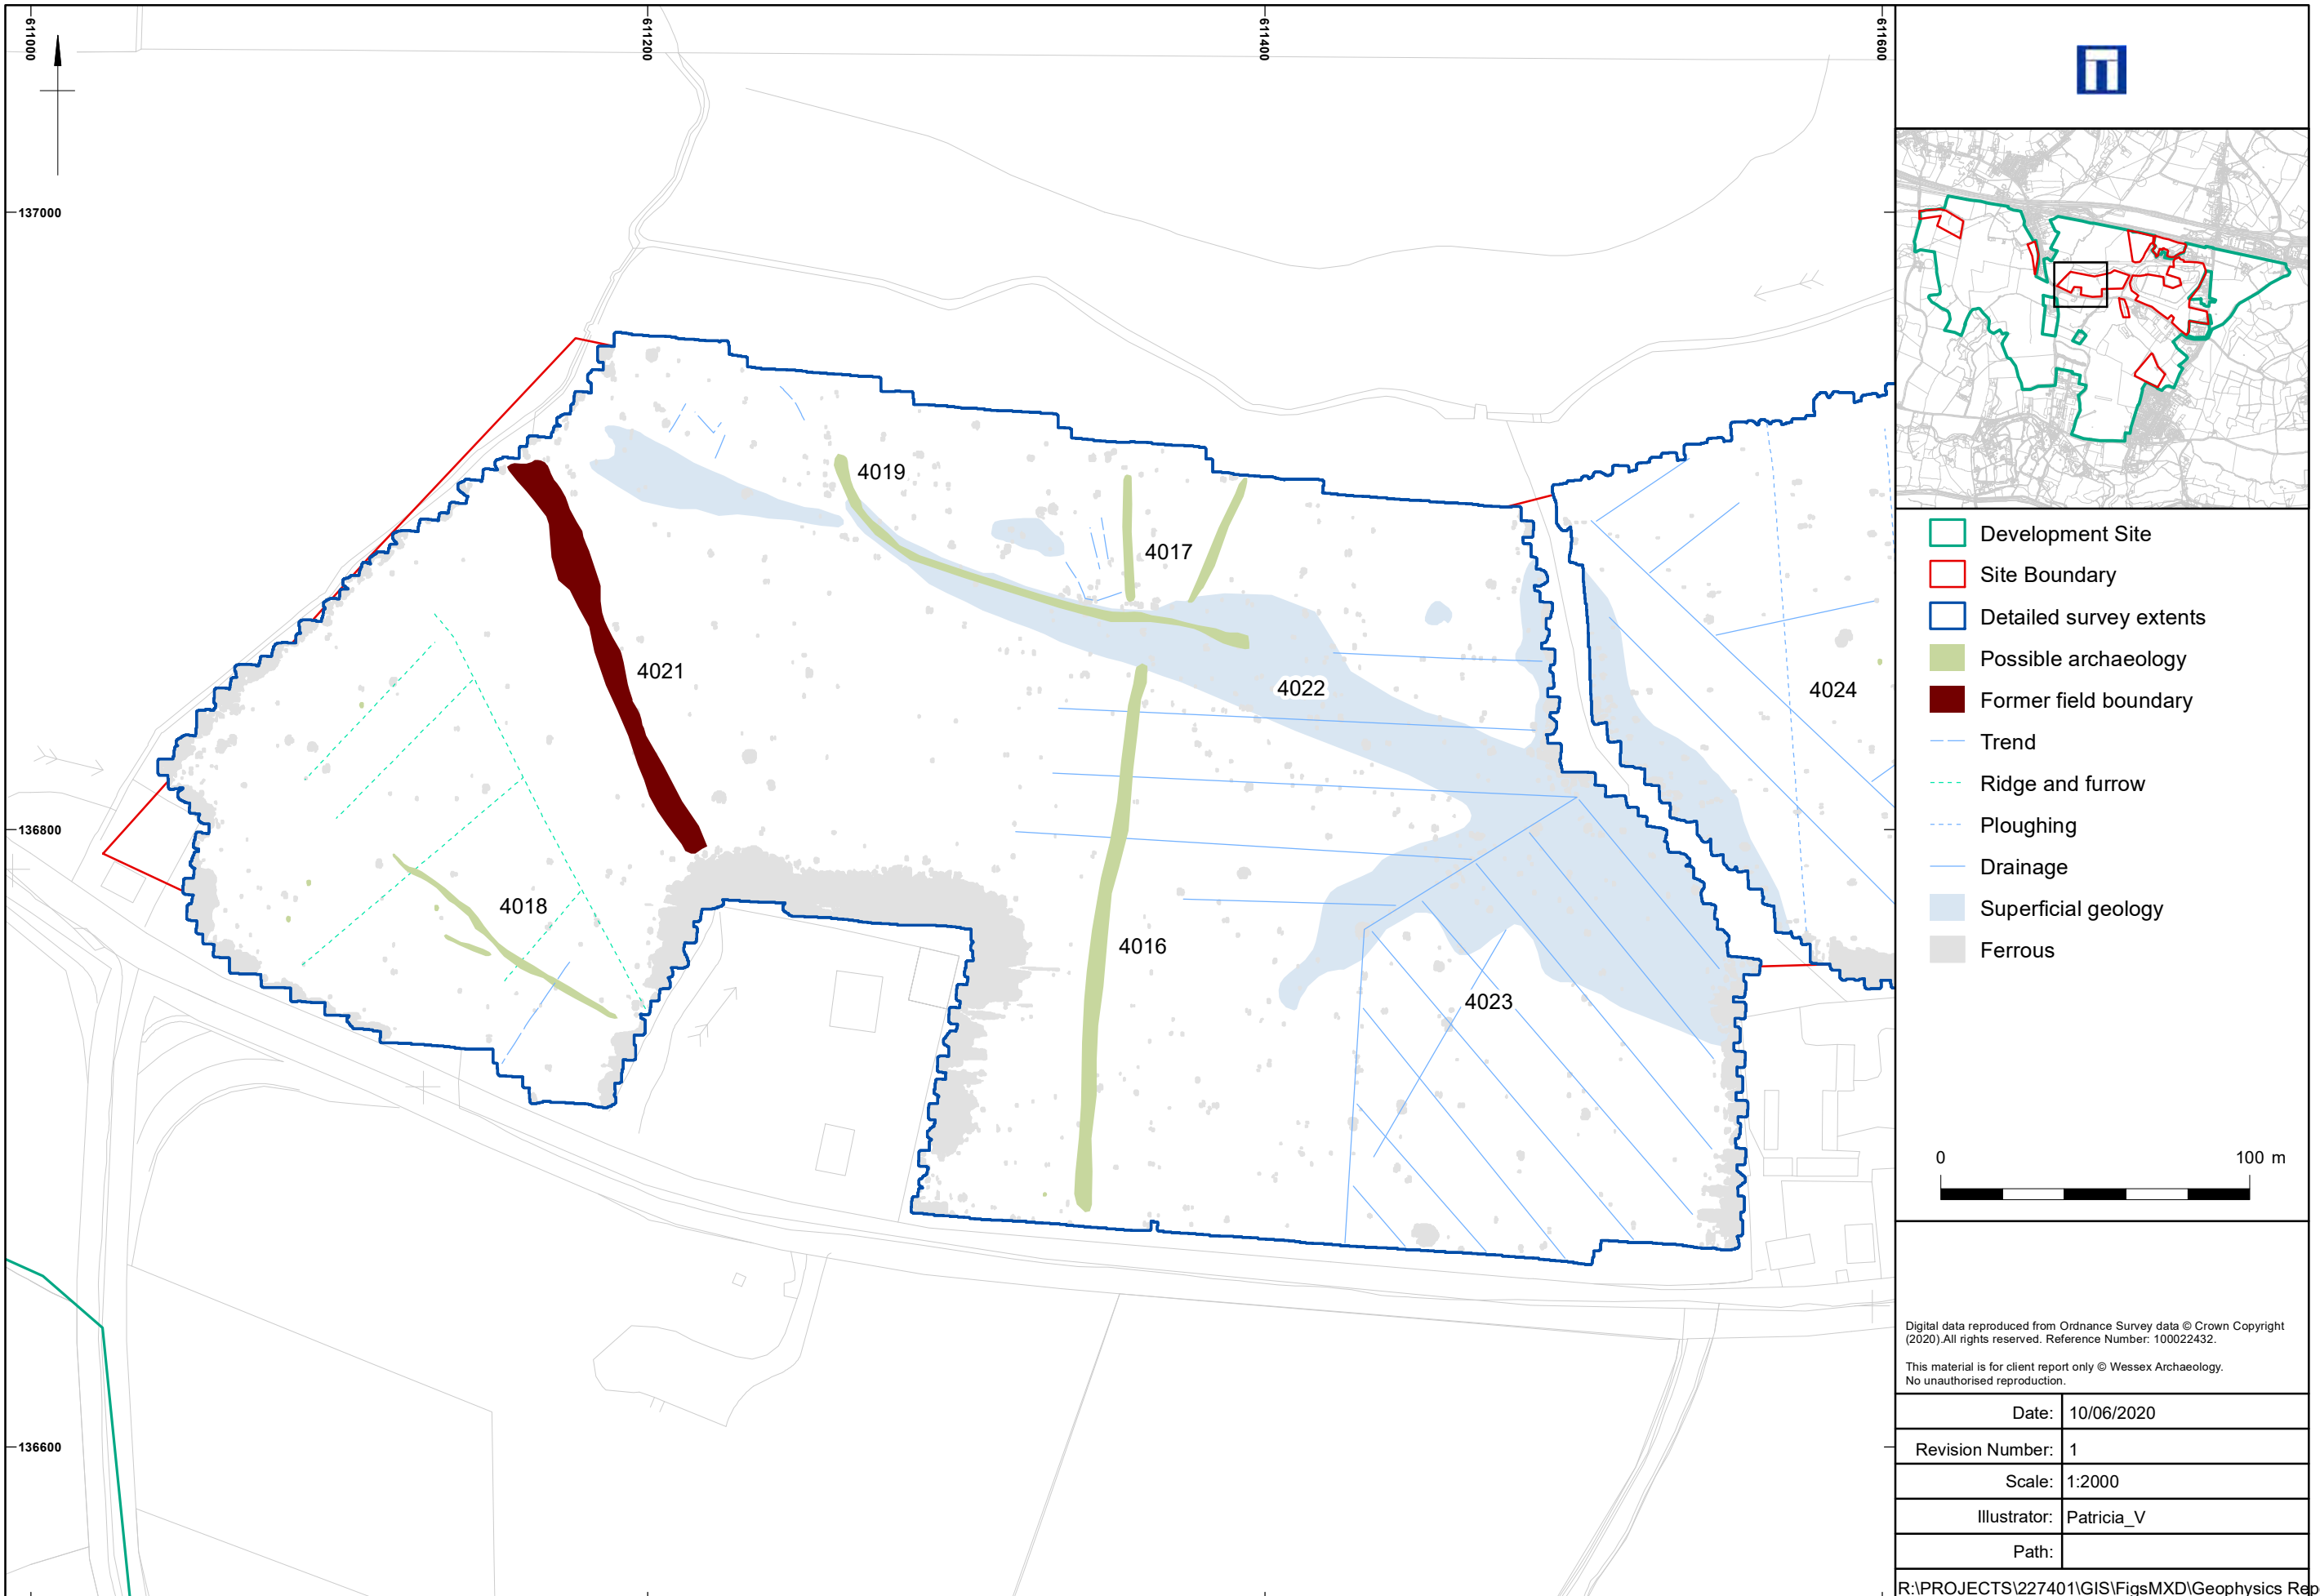 611000
611200
611400
611600
137000
136800
136600
4019
4017
4021
4022
4024
4018
4016
4023
Development Site
Site Boundary
Detailed survey extents
Possible archaeology
Former field boundary
Trend
Ridge and furrow
Ploughing
Drainage
Superficial geology
Ferrous
0 100 m
Digital data reproduced from Ordnance Survey data © Crown Copyright
(2020).All rights reserved. Reference Number: 100022432.
This material is for client report only © Wessex Archaeology.
No unauthorised reproduction.
Date: 10/06/2020
Revision Number: 1
Scale: 1:2000
Illustrator: Patricia_V
Path:
R:\PROJECTS\227401\GIS\FigsMXD\Geophysics Rep